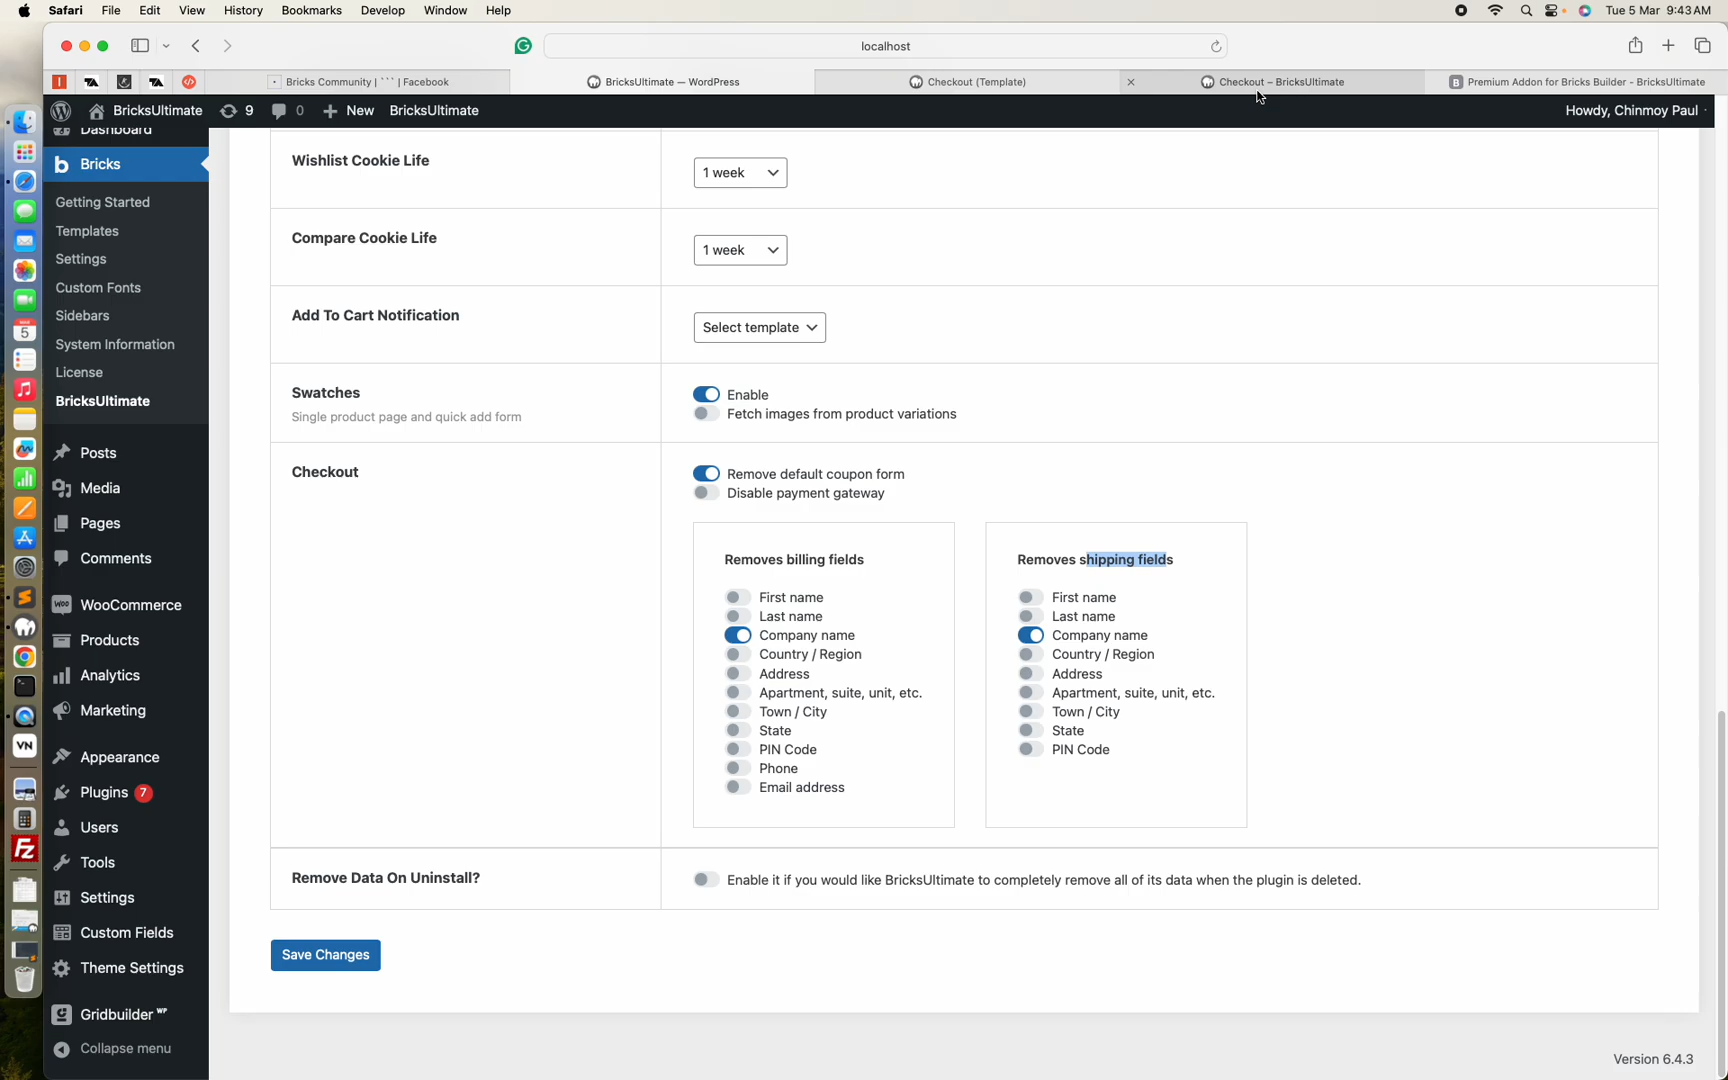 Safari File Edit View History Bookmarks Develop Window Help Tue 5 Mar 9:43 AM
localhost
Bricks Community | ``` | Facebook BricksUltimate — WordPress Checkout (Template) Checkout – BricksUltimate Premium Addon for Bricks Builder - BricksUltimate
BricksUltimate 9 0 New BricksUltimate Howdy, Chinmoy Paul
Dashboard
Bricks
Getting Started
Templates
Settings
Custom Fonts
Sidebars
System Information
License
BricksUltimate
Posts
Media
Pages
Comments
WooCommerce
Products
Analytics
Marketing
Appearance
Plugins 7
Users
Tools
Settings
Custom Fields
Theme Settings
Gridbuilder WP
Collapse menu
Wishlist Cookie Life
1 week
Compare Cookie Life
1 week
Add To Cart Notification
Select template
Swatches
Single product page and quick add form
Enable
Fetch images from product variations
Checkout
Remove default coupon form
Disable payment gateway
Removes billing fields
First name
Last name
Company name
Country / Region
Address
Apartment, suite, unit, etc.
Town / City
State
PIN Code
Phone
Email address
Removes shipping fields
First name
Last name
Company name
Country / Region
Address
Apartment, suite, unit, etc.
Town / City
State
PIN Code
Remove Data On Uninstall?
Enable it if you would like BricksUltimate to completely remove all of its data when the plugin is deleted.
Save Changes
Version 6.4.3